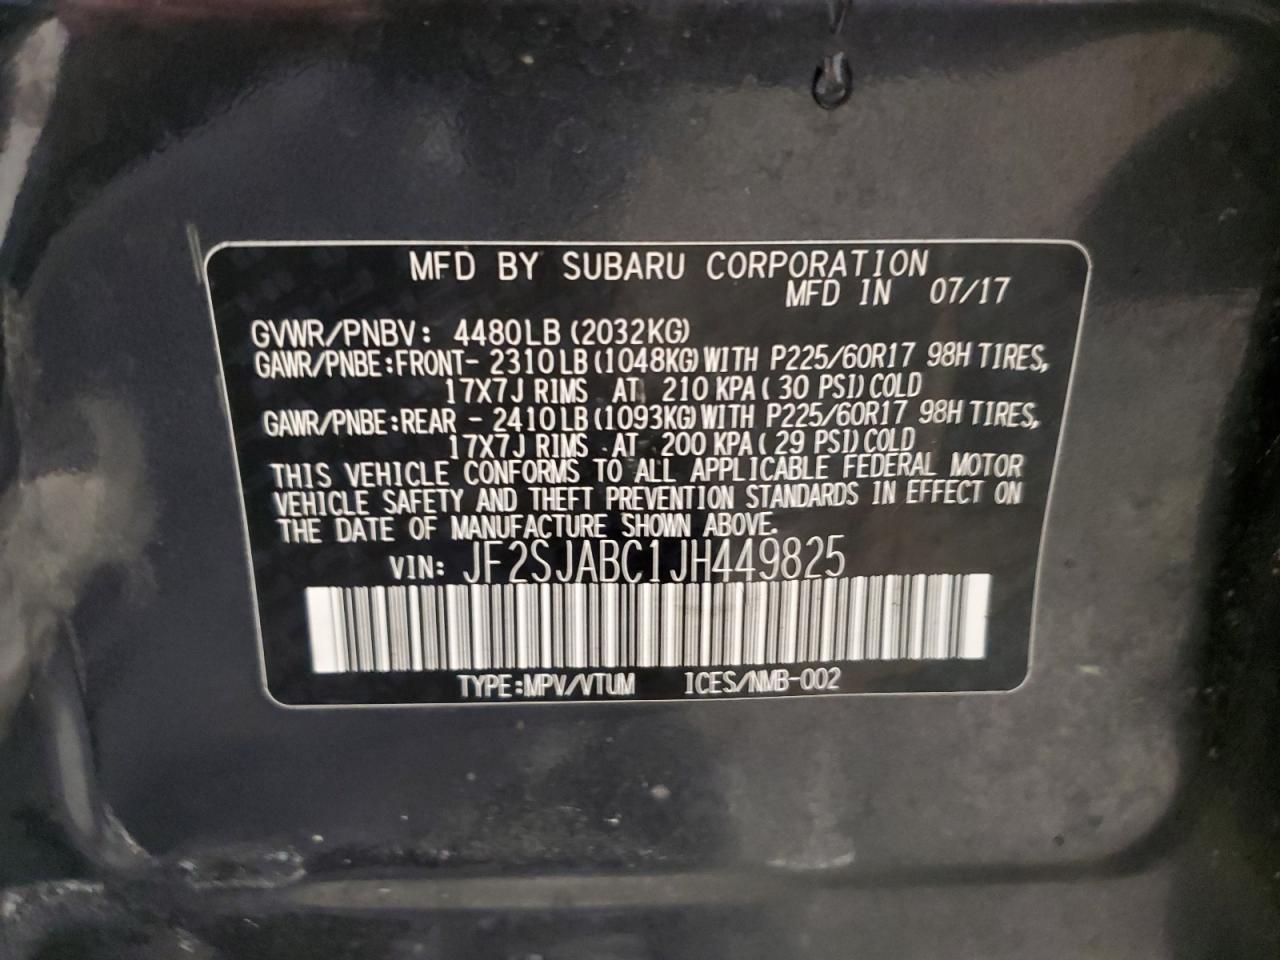 MFD BY SUBARU CORPORATION
MFD IN 07/17
GVWR/PNBV: 4480LB (2032KG)
GAWR/PNBE:FRONT- 2310LB(1048KG)WITH P225/60R17 98H TIRES,
17X7J RIMS AT 210 KPA( 30 PSI)COLD
GAWR/PNBE:REAR - 2410LB(1093KG)WITH P225/60R17 98H TIRES,
17X7J RIMS AT 200 KPA( 29 PSI)COLD
THIS VEHICLE CONFORMS TO ALL APPLICABLE FEDERAL MOTOR
VEHICLE SAFETY AND THEFT PREVENTION STANDARDS IN EFFECT ON
THE DATE OF MANUFACTURE SHOWN ABOVE.
VIN: JF2SJABC1JH449825
TYPE:MPV/VTUM ICES/NMB-002